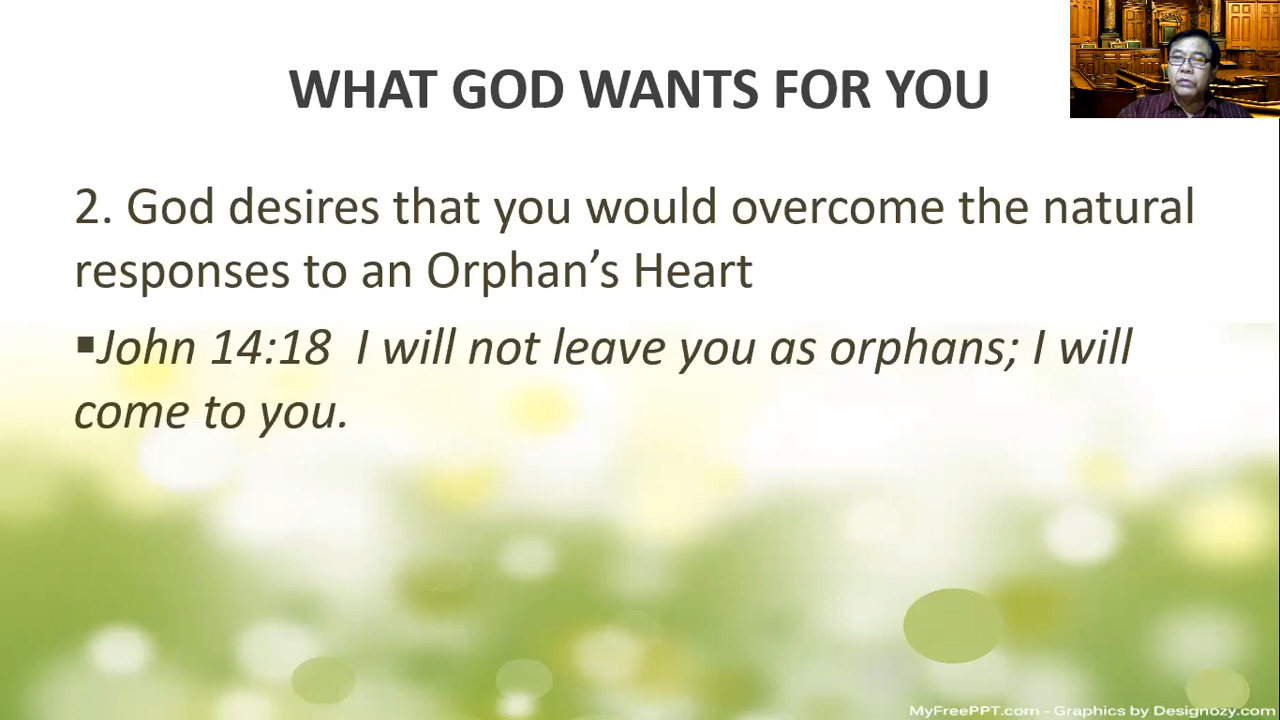 WHAT GOD WANTS FOR YOU
2. God desires that you would overcome the natural
responses to an Orphan’s Heart
▪John 14:18  I will not leave you as orphans; I will
come to you.
MyFreePPT.com - Graphics by Designozy.com